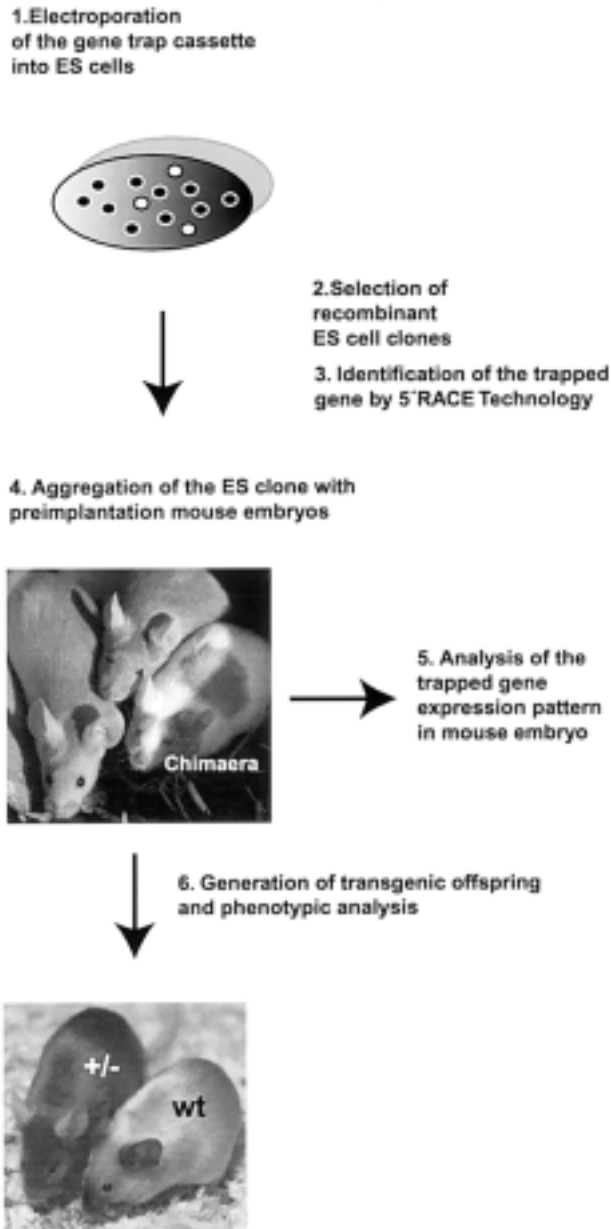 1.Electroporation
of the gene trap cassette
into ES cells
2.Selection of
recombinant
ES cell clones
3. Identification of the trapped
gene by 5´RACE Technology
4. Aggregation of the ES clone with
preimplantation mouse embryos
Chimaera
5. Analysis of the
trapped gene
expression pattern
in mouse embryo
6. Generation of transgenic offspring
and phenotypic analysis
+/-
wt